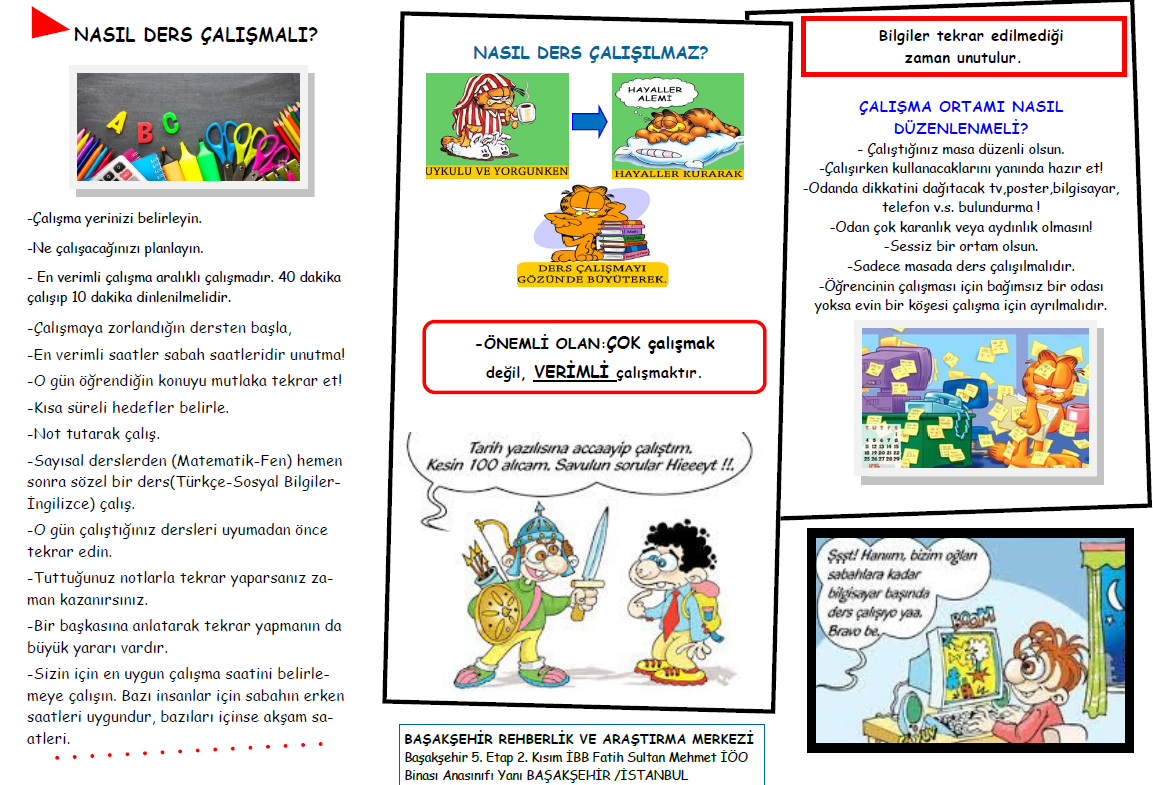 NASIL DERS ÇALIŞMALI?
A B C
-Çalışma yerinizi belirleyin.
-Ne çalışacağınızı planlayın.
- En verimli çalışma aralıklı çalışmadır. 40 dakika
çalışıp 10 dakika dinlenilmelidir.
-Çalışmaya zorlandığın dersten başla,
-En verimli saatler sabah saatleridir unutma!
-O gün öğrendiğin konuyu mutlaka tekrar et!
-Kısa süreli hedefler belirle.
-Not tutarak çalış.
-Sayısal derslerden (Matematik-Fen) hemen
sonra sözel bir ders(Türkçe-Sosyal Bilgiler-
İngilizce) çalış.
-O gün çalıştığınız dersleri uyumadan önce
tekrar edin.
-Tuttuğunuz notlarla tekrar yaparsanız za-
man kazanırsınız.
-Bir başkasına anlatarak tekrar yapmanın da
büyük yararı vardır.
-Sizin için en uygun çalışma saatini belirle-
meye çalışın. Bazı insanlar için sabahın erken
saatleri uygundur, bazıları içinse akşam sa-
atleri.
NASIL DERS ÇALIŞILMAZ?
UYKULU VE YORGUNKEN
HAYALLER
ALEMİ
HAYALLER KURARAK
DERS ÇALIŞMAYI
GÖZÜNDE BÜYÜTEREK.
-ÖNEMLİ OLAN:ÇOK çalışmak
değil, VERİMLİ çalışmaktır.
Tarih yazılısına accaayip çalıştım.
Kesin 100 alıcam. Savulun sorular Hieeeyt !!.
BAŞAKŞEHİR REHBERLİK VE ARAŞTIRMA MERKEZİ
Başakşehir 5. Etap 2. Kısım İBB Fatih Sultan Mehmet İÖO
Binası Anasınıfı Yanı BAŞAKŞEHİR /İSTANBUL
Bilgiler tekrar edilmediği
zaman unutulur.
ÇALIŞMA ORTAMI NASIL
DÜZENLENMELİ?
- Çalıştığınız masa düzenli olsun.
-Çalışırken kullanacaklarını yanında hazır et!
-Odanda dikkatini dağıtacak tv,poster,bilgisayar,
telefon v.s. bulundurma !
-Odan çok karanlık veya aydınlık olmasın!
-Sessiz bir ortam olsun.
-Sadece masada ders çalışılmalıdır.
-Öğrencinin çalışması için bağımsız bir odası
yoksa evin bir köşesi çalışma için ayrılmalıdır.
Şşşt! Hanıım, bizim oğlan
sabahlara kadar
bilgisayar başında
ders çalışıyo yaa.
Bravo be,
BAOIM